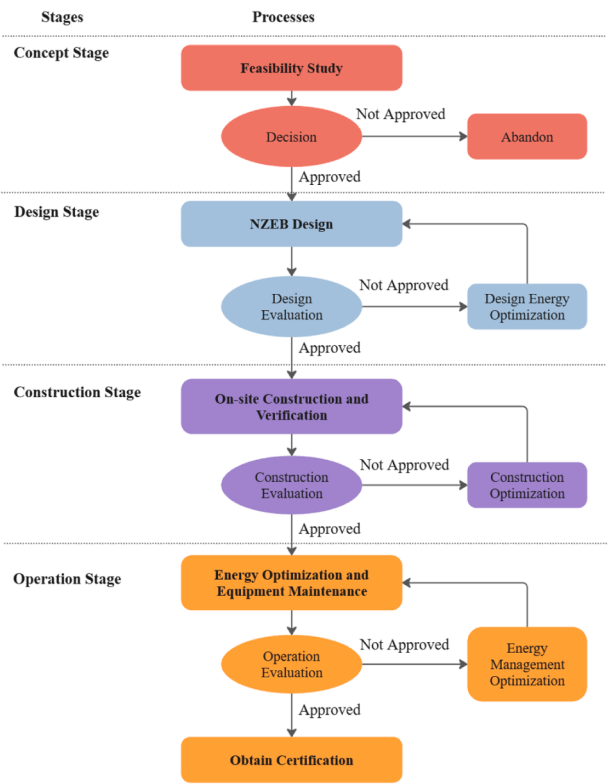 Stages Processes
Concept Stage
Feasibility Study
Decision
Not Approved
Abandon
Approved
Design Stage
NZEB Design
Design
Evaluation
Not Approved
Design Energy
Optimization
Approved
Construction Stage
On-site Construction and
Verification
Construction
Evaluation
Not Approved
Construction
Optimization
Approved
Operation Stage
Energy Optimization and
Equipment Maintenance
Operation
Evaluation
Not Approved
Energy
Management
Optimization
Approved
Obtain Certification